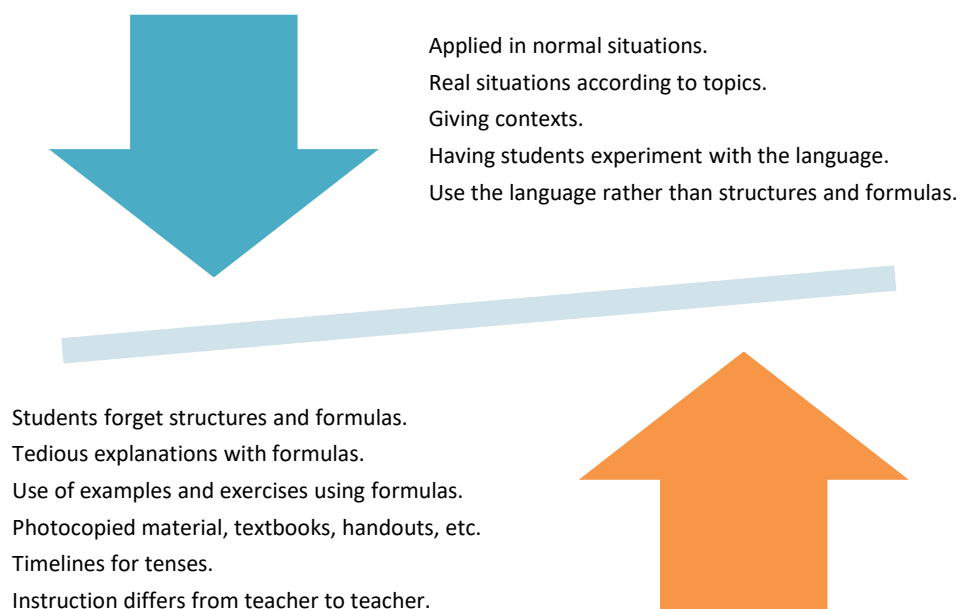 Applied in normal situations.
Real situations according to topics.
Giving contexts.
Having students experiment with the language.
Use the language rather than structures and formulas.
Students forget structures and formulas.
Tedious explanations with formulas.
Use of examples and exercises using formulas.
Photocopied material, textbooks, handouts, etc.
Timelines for tenses.
Instruction differs from teacher to teacher.